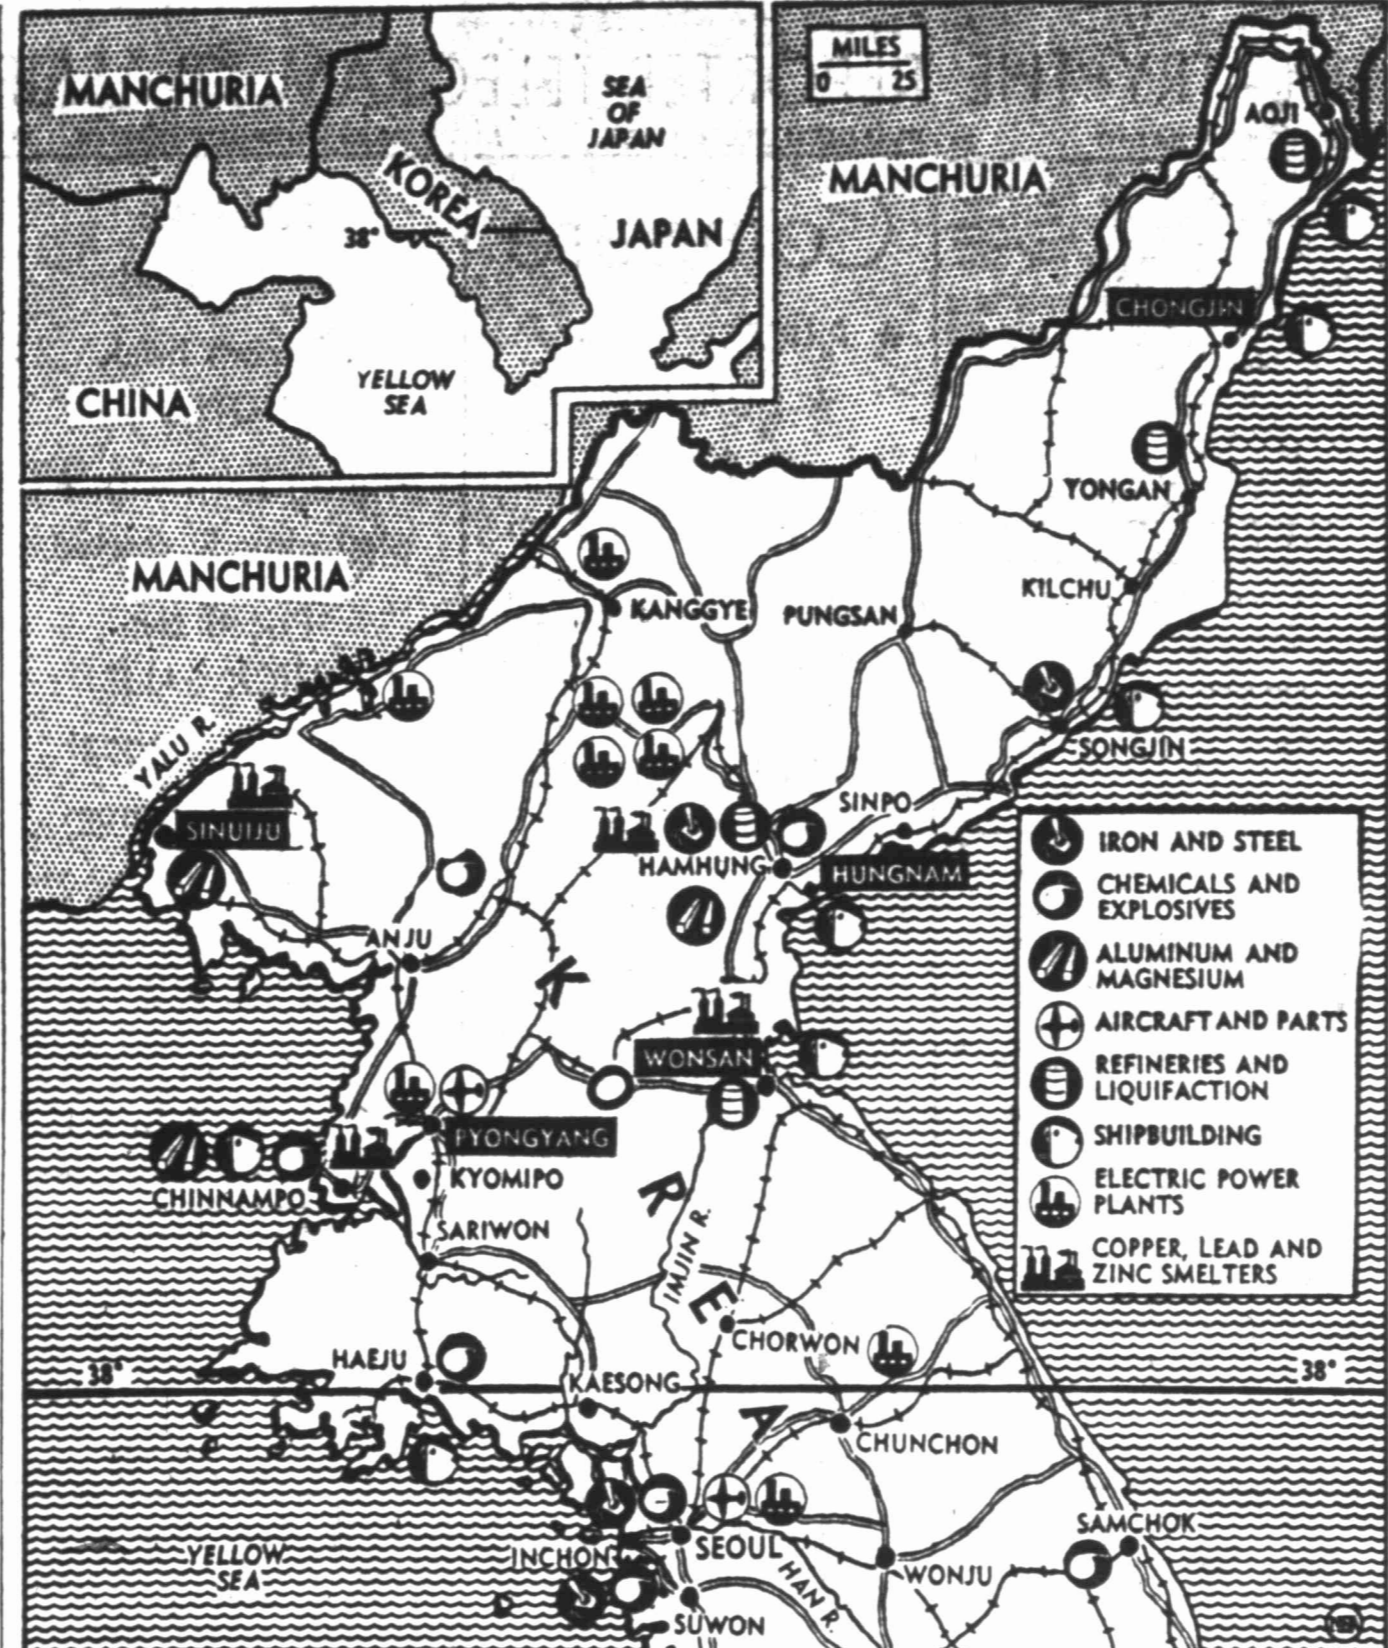 MANCHURIA
SEA
OF
JAPAN
KOREA
38°
JAPAN
YELLOW
SEA
CHINA
MILES
0 25
MANCHURIA
AOJI
CHONGJIN
YONGAN
KILCHU
MANCHURIA
KANGGYE
PUNGSAN
YALU R.
SONGJIN
SINPO
SINUIJU
HAMHUNG
HUNGNAM
ANJU
WONSAN
PYONGYANG
KYOMIPO
CHINNAMPO
SARIWON
IMJIN R.
KOREA
CHORWON
HAEJU
38°
38°
KAESONG
CHUNCHON
SAMCHOK
YELLOW
SEA
INCHON
SEOUL
HAN R.
WONJU
SUWON
IRON AND STEEL
CHEMICALS AND
EXPLOSIVES
ALUMINUM AND
MAGNESIUM
AIRCRAFT AND PARTS
REFINERIES AND
LIQUIFACTION
SHIPBUILDING
ELECTRIC POWER
PLANTS
COPPER, LEAD AND
ZINC SMELTERS